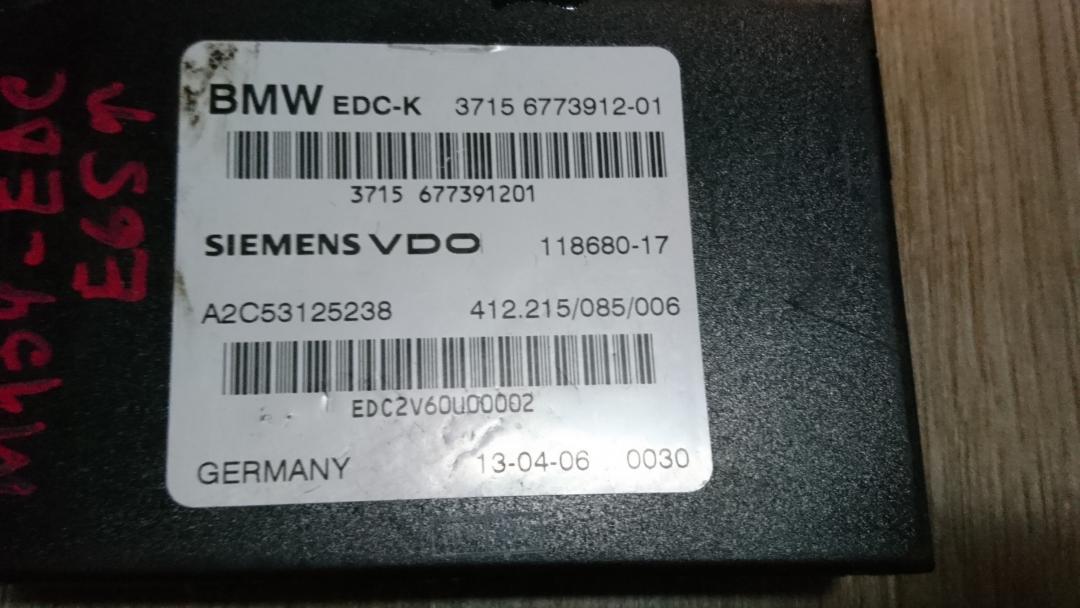 BMW EDC-K 3715 6773912-01
3715 677391201
SIEMENS VDO 118680-17
A2C53125238 412.215/085/006
EDC2V60U00002
GERMANY 13-04-06 0030
EDC